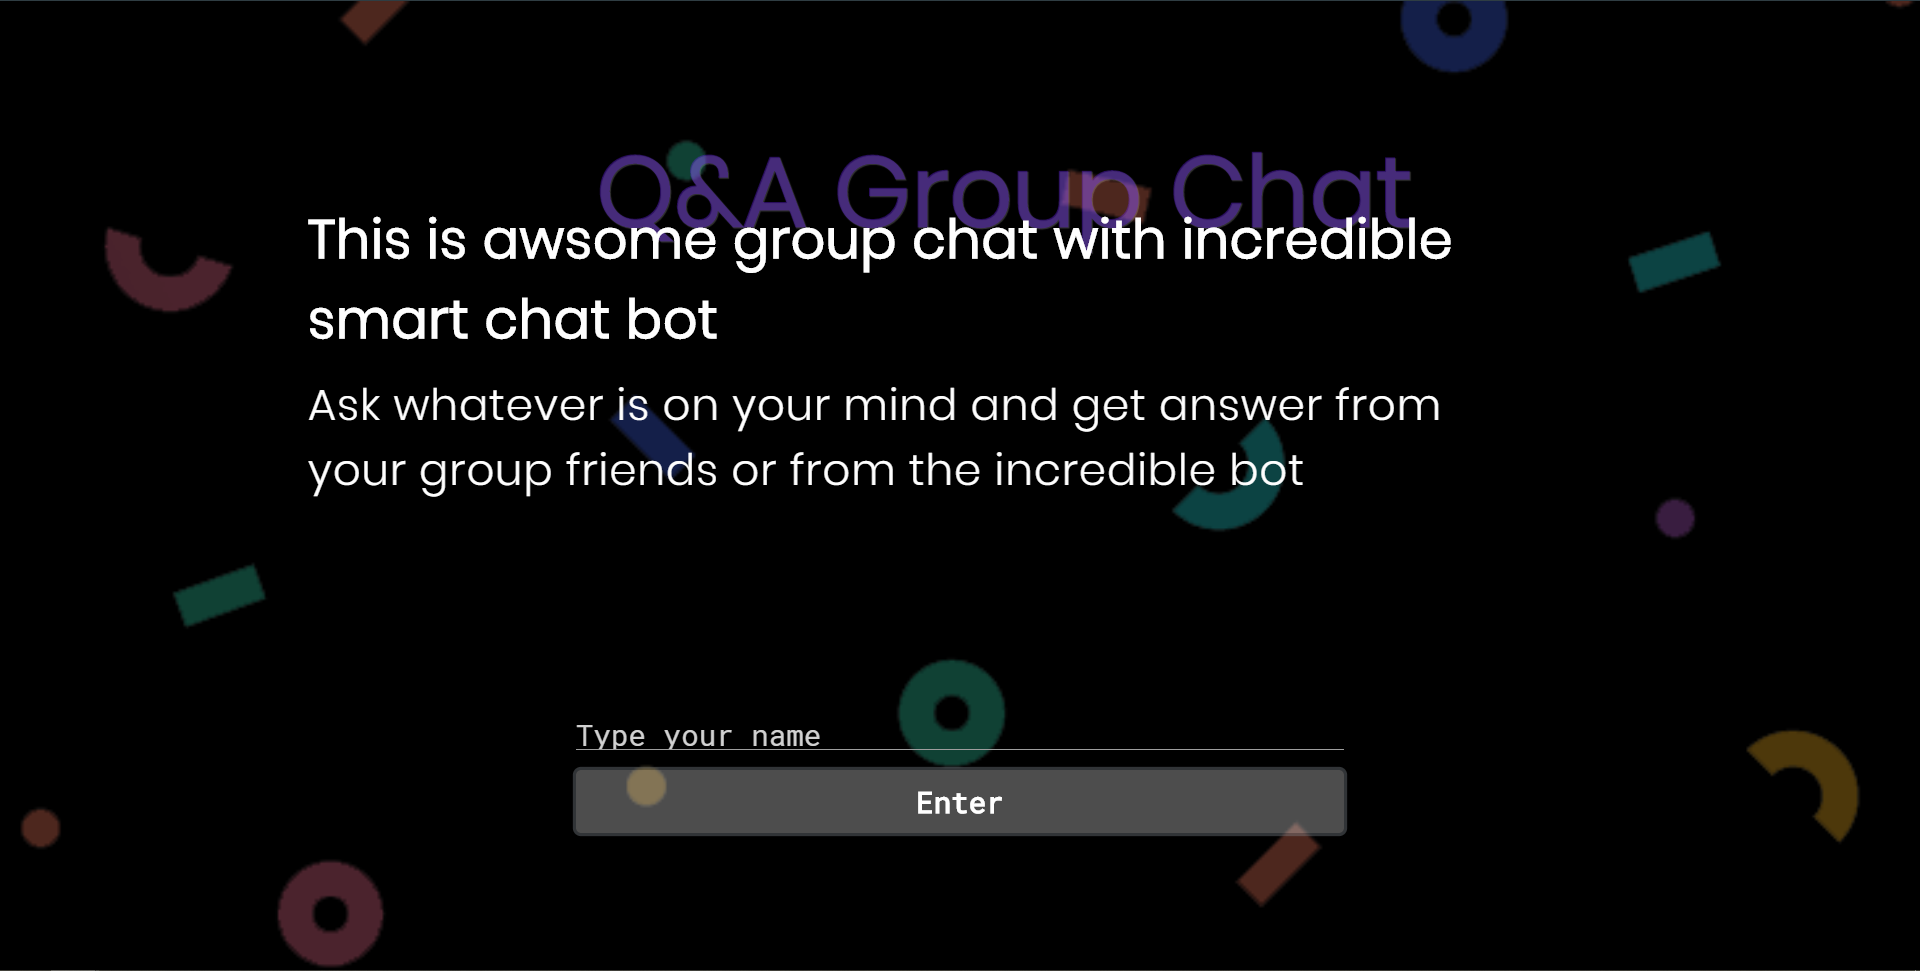 Q&A Group Chat
This is awsome group chat with incredible
smart chat bot
Ask whatever is on your mind and get answer from
your group friends or from the incredible bot
Type your name
Enter